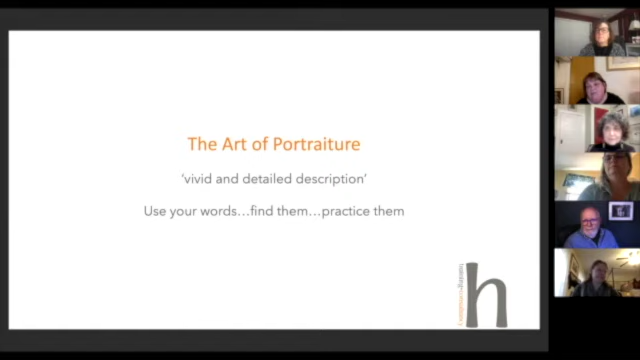 The Art of Portraiture
‘vivid and detailed description’
Use your words...find them...practice them
h